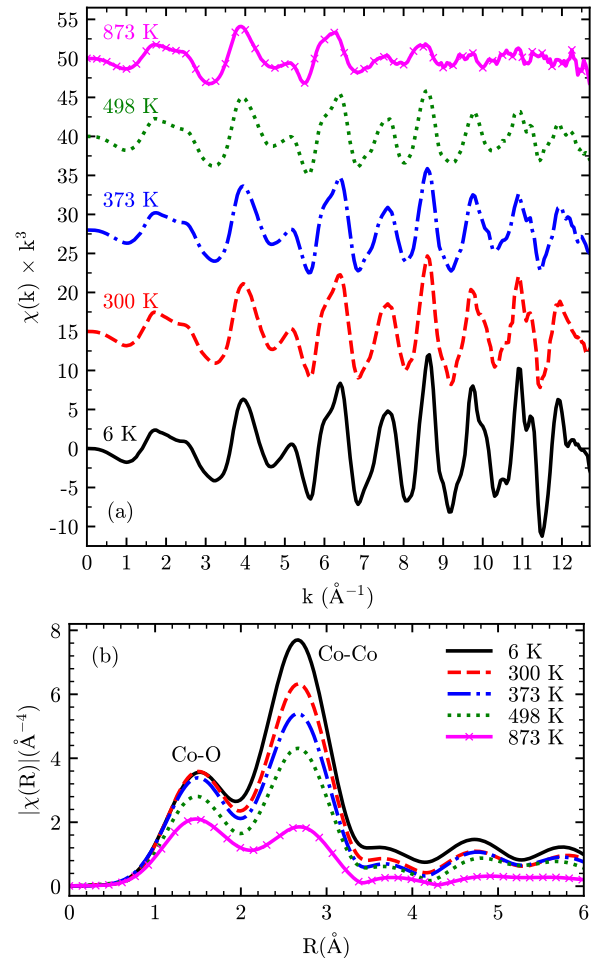 55
50
45
40
35
30
25
20
15
10
5
0
-5
-10
χ(k) × k³
873 K
498 K
373 K
300 K
6 K
(a)
0 1 2 3 4 5 6 7 8 9 10 11 12
k (Å⁻¹)
8
6
4
2
0
|χ(R)|(Å⁻⁴)
(b)
Co-O
Co-Co
6 K
300 K
373 K
498 K
873 K
0 1 2 3 4 5 6
R(Å)